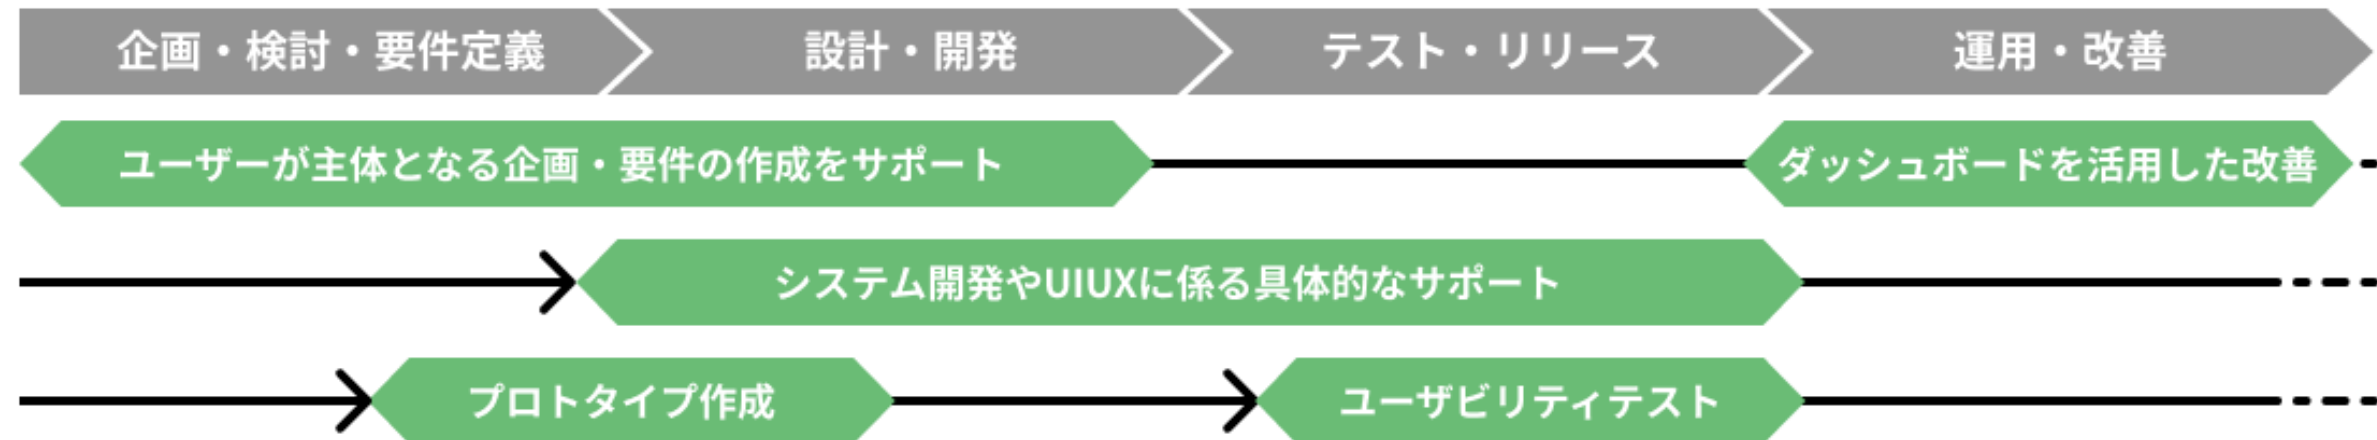 企画・検討・要件定義
設計・開発
テスト・リリース
運用・改善
ユーザーが主体となる企画・要件の作成をサポート
ダッシュボードを活用した改善
システム開発やUIUXに係る具体的なサポート
プロトタイプ作成
ユーザビリティテスト